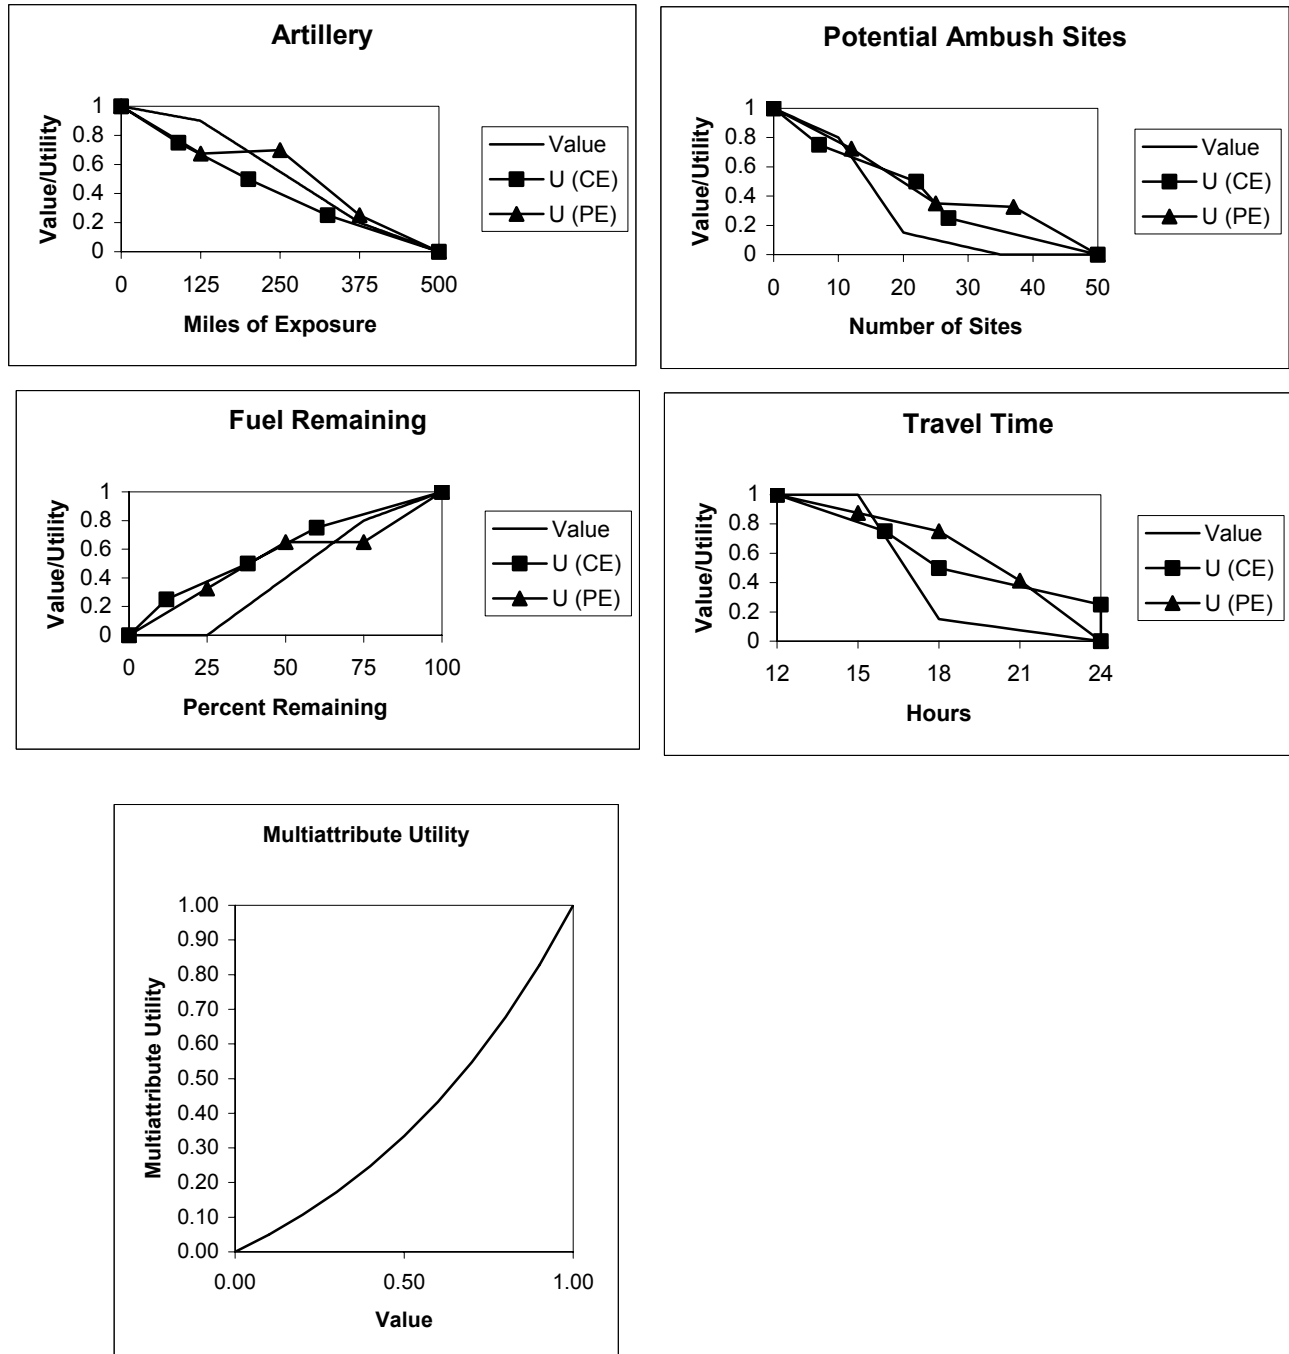 Artillery
Value/Utility
1
0.8
0.6
0.4
0.2
0
0 125 250 375 500
Miles of Exposure
Value
U (CE)
U (PE)
Potential Ambush Sites
Value/Utility
1
0.8
0.6
0.4
0.2
0
0 10 20 30 40 50
Number of Sites
Value
U (CE)
U (PE)
Fuel Remaining
Value/Utility
1
0.8
0.6
0.4
0.2
0
0 25 50 75 100
Percent Remaining
Value
U (CE)
U (PE)
Travel Time
Value/Utility
1
0.8
0.6
0.4
0.2
0
12 15 18 21 24
Hours
Value
U (CE)
U (PE)
Multiattribute Utility
Multiattribute Utility
1.00
0.90
0.80
0.70
0.60
0.50
0.40
0.30
0.20
0.10
0.00
0.00 0.50 1.00
Value